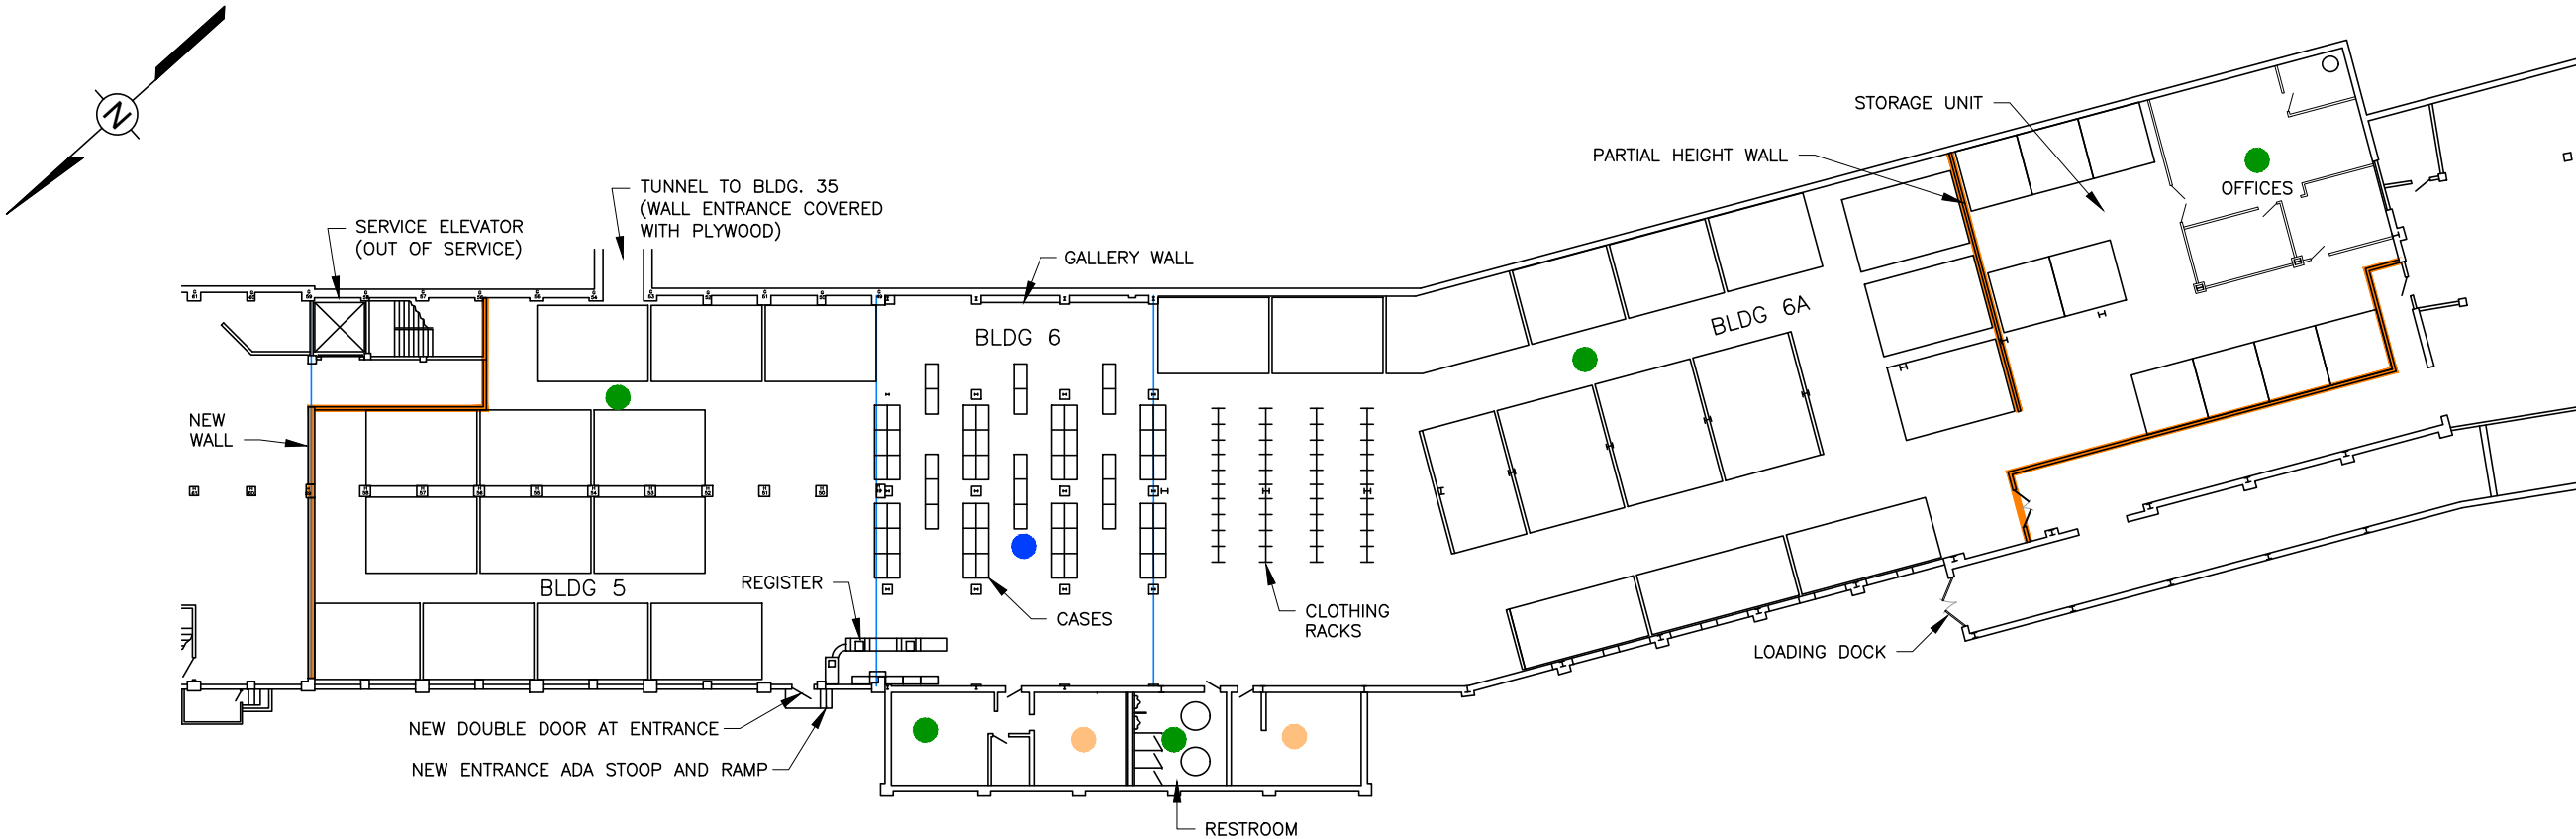 N
TUNNEL TO BLDG. 35
(WALL ENTRANCE COVERED
WITH PLYWOOD)
SERVICE ELEVATOR
(OUT OF SERVICE)
GALLERY WALL
STORAGE UNIT
PARTIAL HEIGHT WALL
OFFICES
BLDG 6
BLDG 6A
NEW
WALL
BLDG 5
REGISTER
CASES
CLOTHING
RACKS
LOADING DOCK
NEW DOUBLE DOOR AT ENTRANCE
NEW ENTRANCE ADA STOOP AND RAMP
RESTROOM